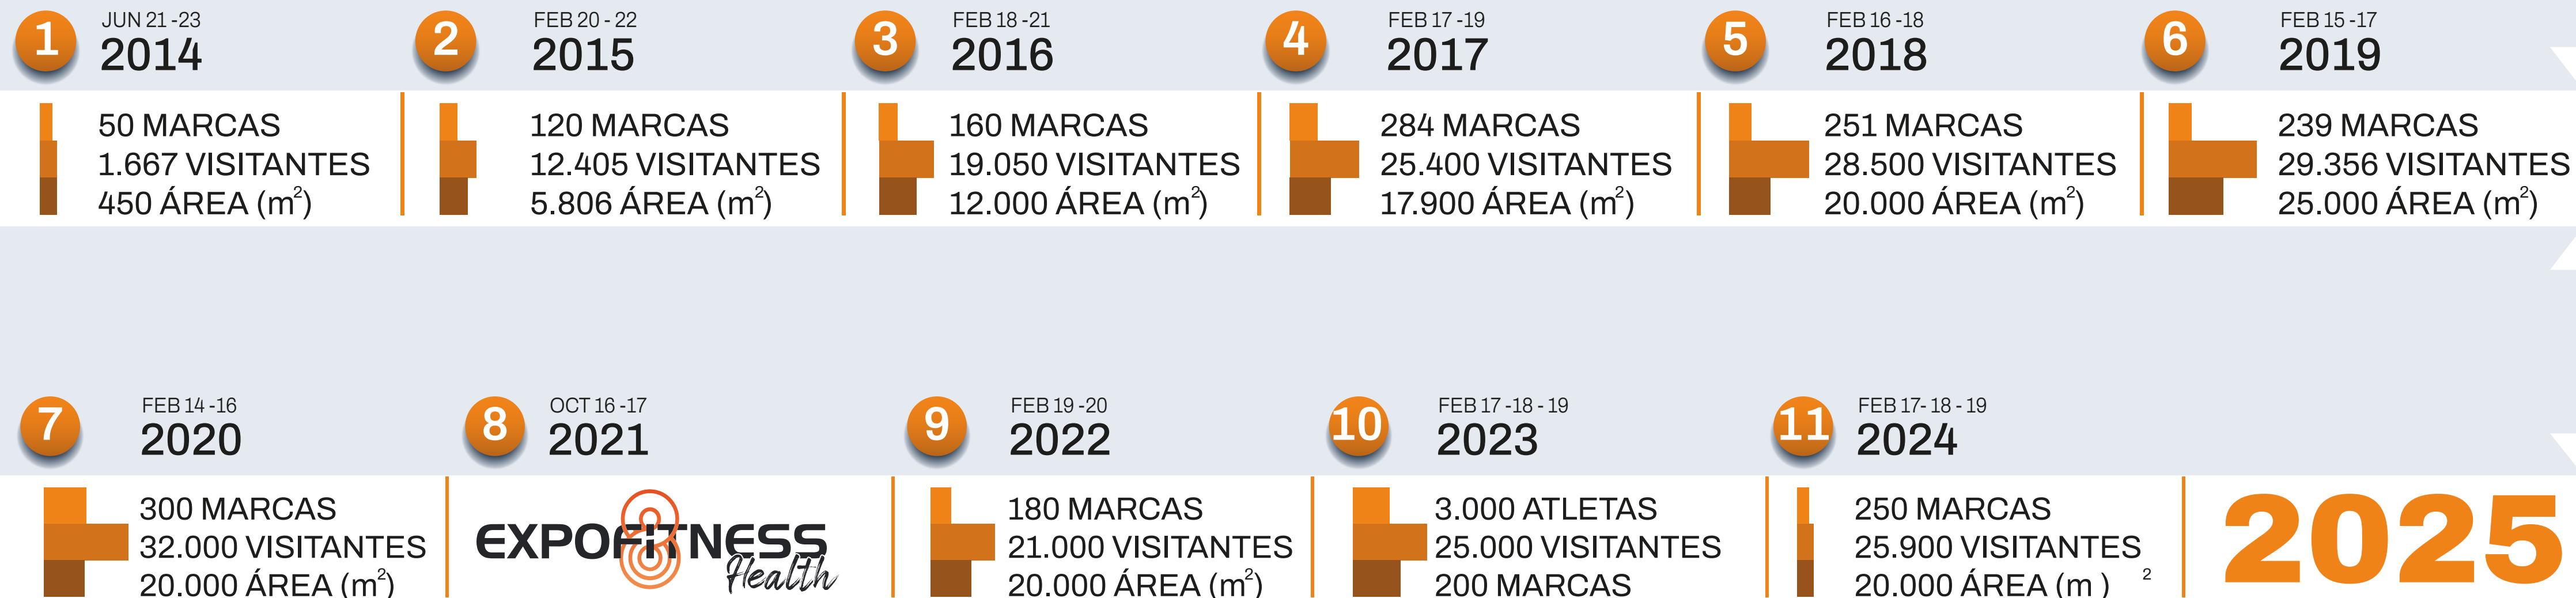 1
JUN 21 -23
2014
50 MARCAS
1.667 VISITANTES
450 ÁREA (m²)
2
FEB 20 - 22
2015
120 MARCAS
12.405 VISITANTES
5.806 ÁREA (m²)
3
FEB 18 -21
2016
160 MARCAS
19.050 VISITANTES
12.000 ÁREA (m²)
4
FEB 17 -19
2017
284 MARCAS
25.400 VISITANTES
17.900 ÁREA (m²)
5
FEB 16 -18
2018
251 MARCAS
28.500 VISITANTES
20.000 ÁREA (m²)
6
FEB 15 -17
2019
239 MARCAS
29.356 VISITANTES
25.000 ÁREA (m²)
7
FEB 14 -16
2020
300 MARCAS
32.000 VISITANTES
20.000 ÁREA (m²)
8
OCT 16 -17
2021
EXPOFITNESS
8
Health
9
FEB 19 -20
2022
180 MARCAS
21.000 VISITANTES
20.000 ÁREA (m²)
10
FEB 17 -18 - 19
2023
3.000 ATLETAS
25.000 VISITANTES
200 MARCAS
11
FEB 17- 18 - 19
2024
250 MARCAS
25.900 VISITANTES
20.000 ÁREA (m ) ²
2025